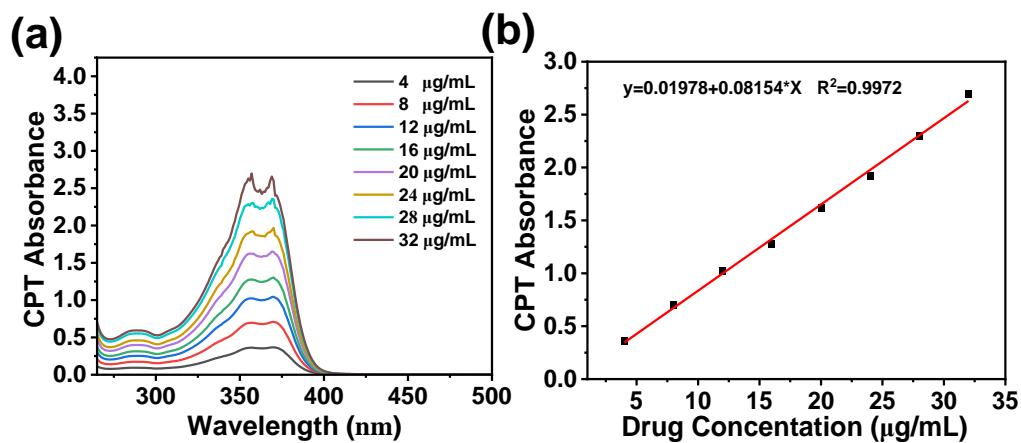 (a)
CPT Absorbance
4.0
3.5
3.0
2.5
2.0
1.5
1.0
0.5
0.0
4 μg/mL
8 μg/mL
12 μg/mL
16 μg/mL
20 μg/mL
24 μg/mL
28 μg/mL
32 μg/mL
300 350 400 450 500
Wavelength (nm)
(b)
CPT Absorbance
3.0
2.5
2.0
1.5
1.0
0.5
0.0
y=0.01978+0.08154*X R²=0.9972
5 10 15 20 25 30 35
Drug Concentration (μg/mL)